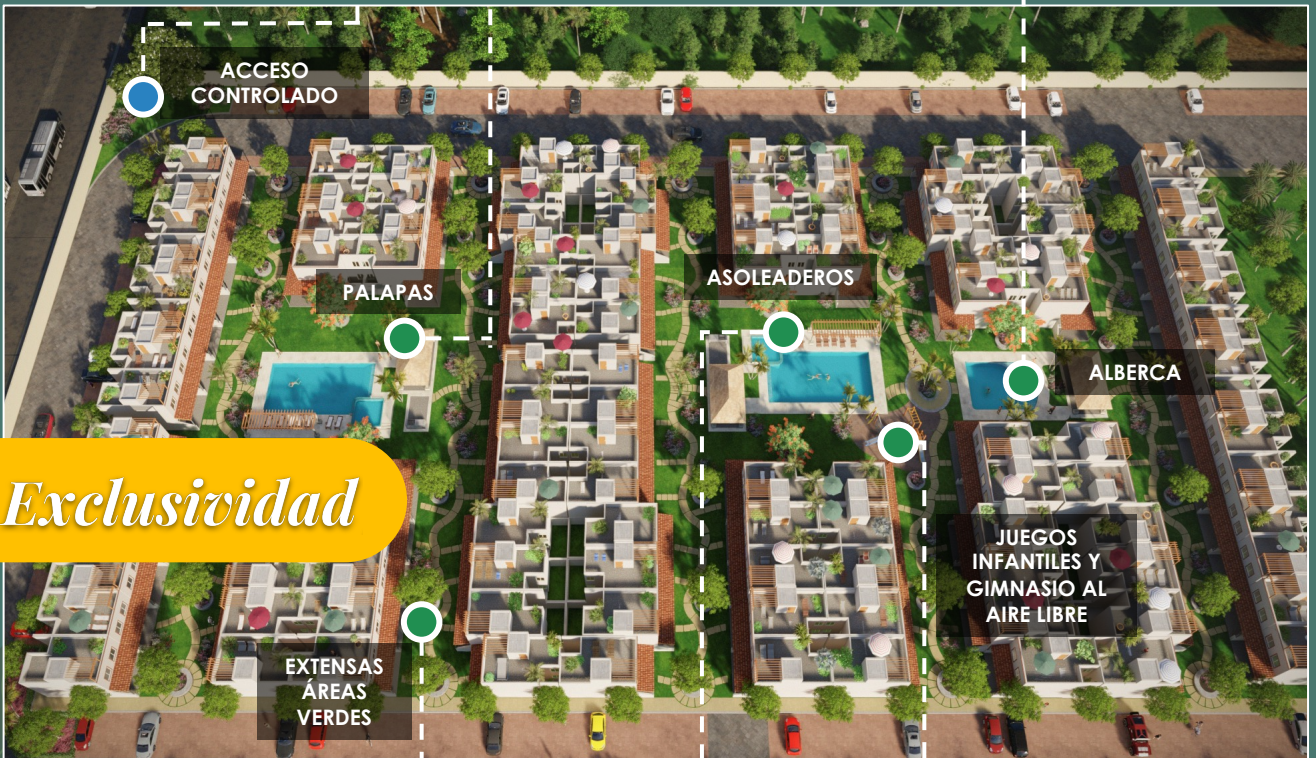 ACCESO
CONTROLADO
PALAPAS
ASOLEADEROS
ALBERCA
Exclusividad
JUEGOS
INFANTILES Y
GIMNASIO AL
AIRE LIBRE
EXTENSAS
ÁREAS
VERDES